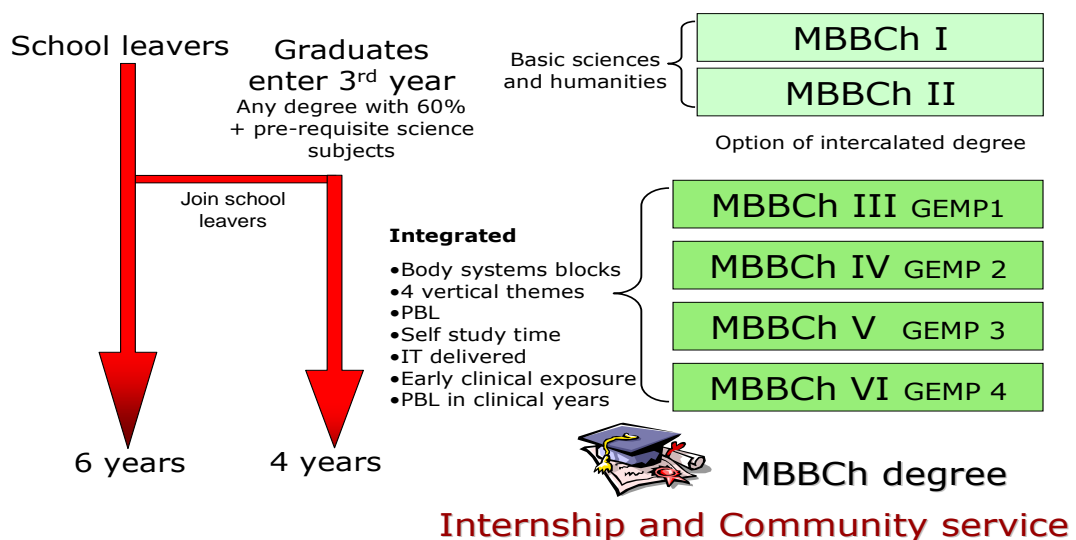 School leavers
Graduates
enter 3rd year
Any degree with 60%
+ pre-requisite science
subjects
Join school
leavers
6 years
4 years
Basic sciences
and humanities
MBBCh I
MBBCh II
Option of intercalated degree
Integrated
•Body systems blocks
•4 vertical themes
•PBL
•Self study time
•IT delivered
•Early clinical exposure
•PBL in clinical years
MBBCh III GEMP1
MBBCh IV GEMP 2
MBBCh V GEMP 3
MBBCh VI GEMP 4
MBBCh degree
Internship and Community service